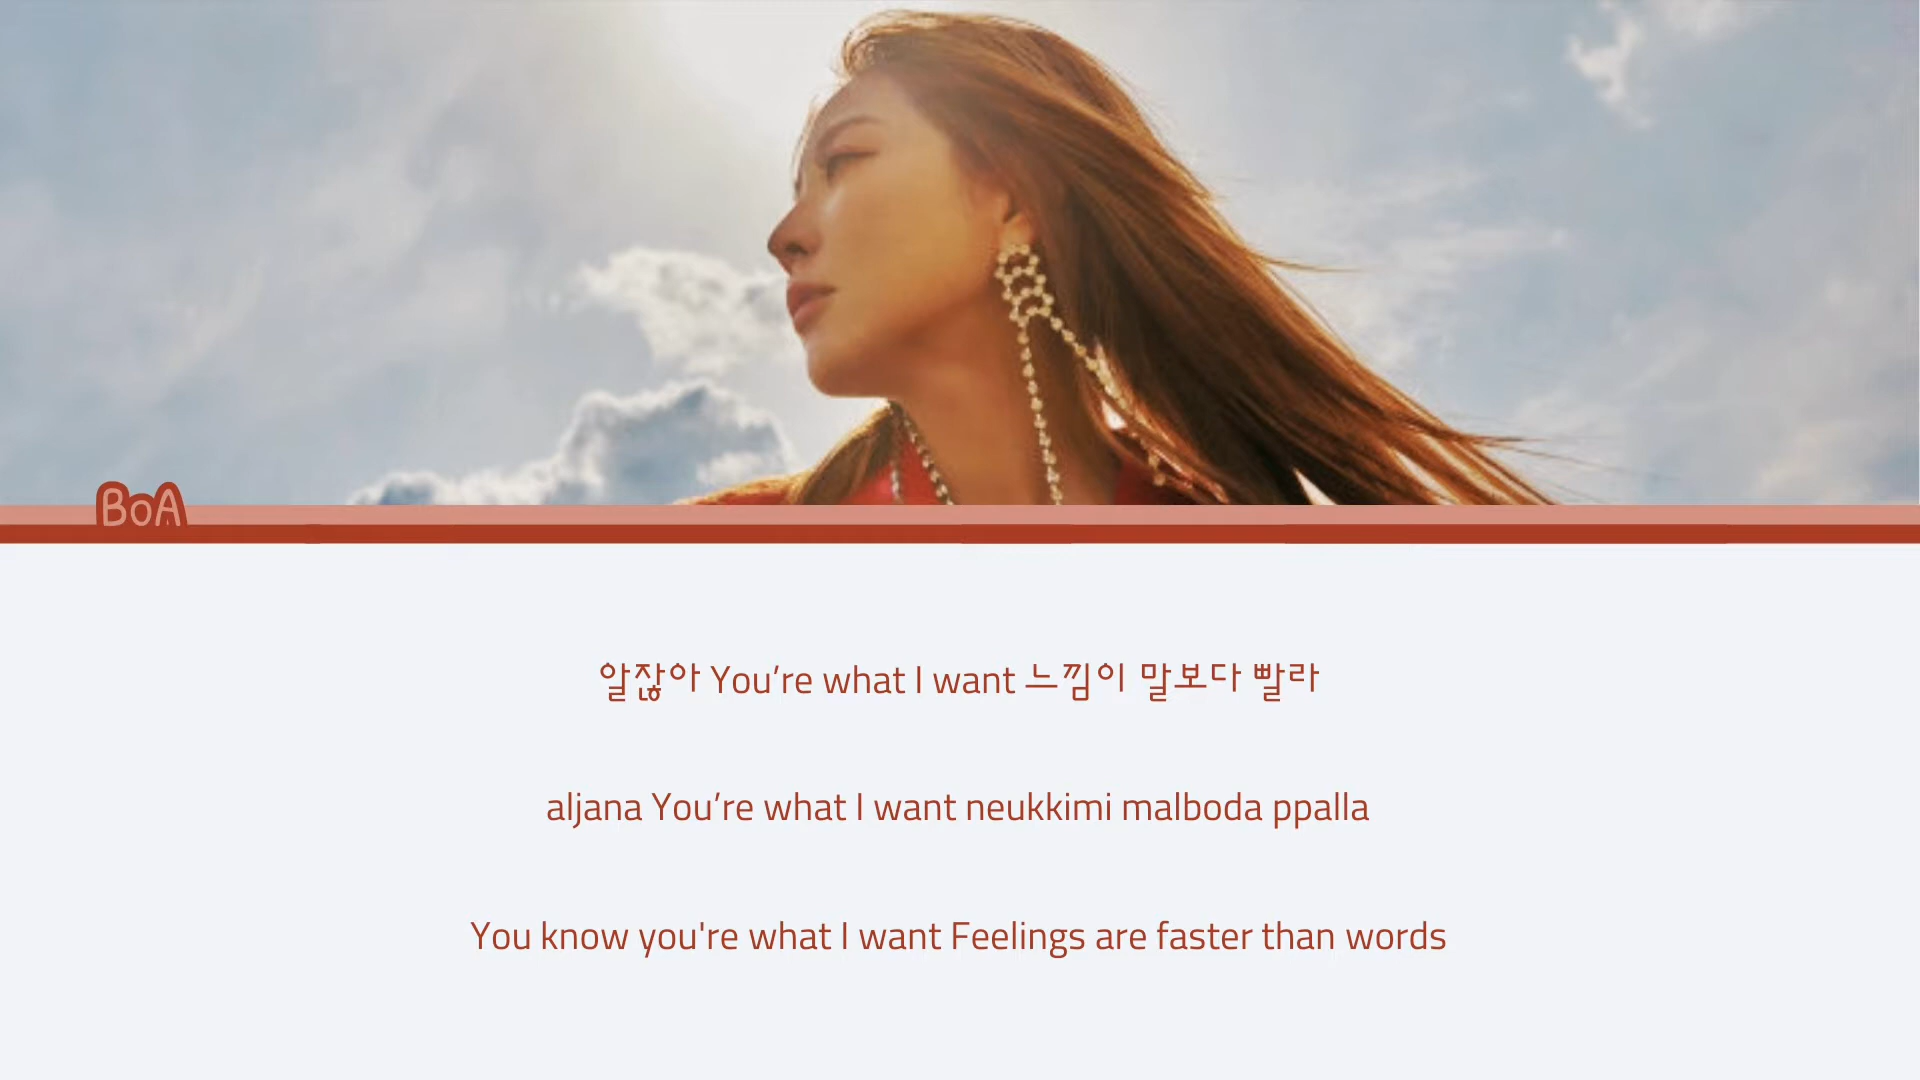 BoA
알잖아 You’re what I want 느낌이 말보다 빨라
aljana You’re what I want neukkimi malboda ppalla
You know you're what I want Feelings are faster than words